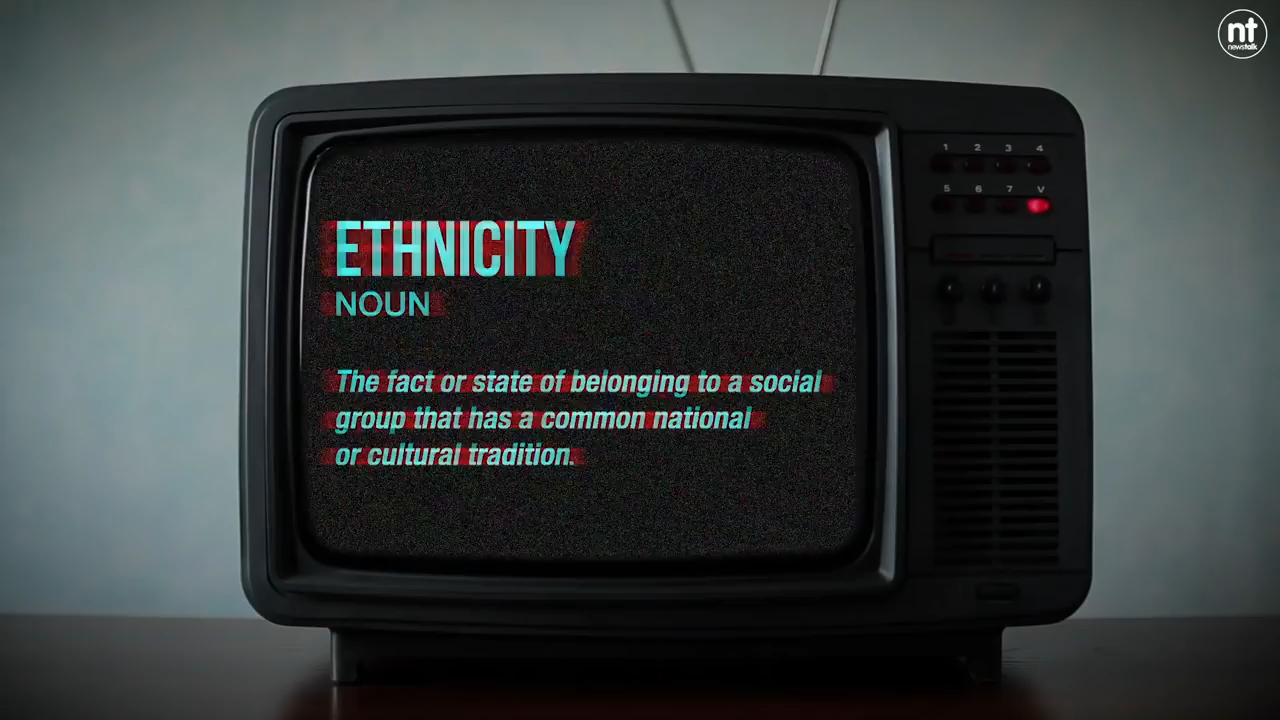 nt
newstalk
ETHNICITY
NOUN
The fact or state of belonging to a social
group that has a common national
or cultural tradition.
1 2 3 4
5 6 7 V